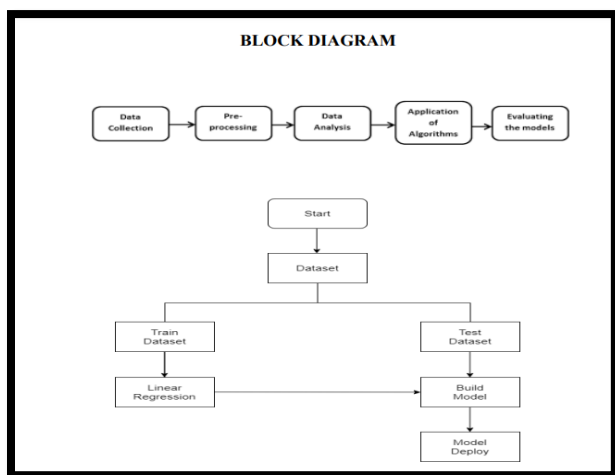 BLOCK DIAGRAM
Data
Collection
Pre-
processing
Data
Analysis
Application
of
Algorithms
Evaluating
the models
Start
Dataset
Train
Dataset
Test
Dataset
Linear
Regression
Build
Model
Model
Deploy